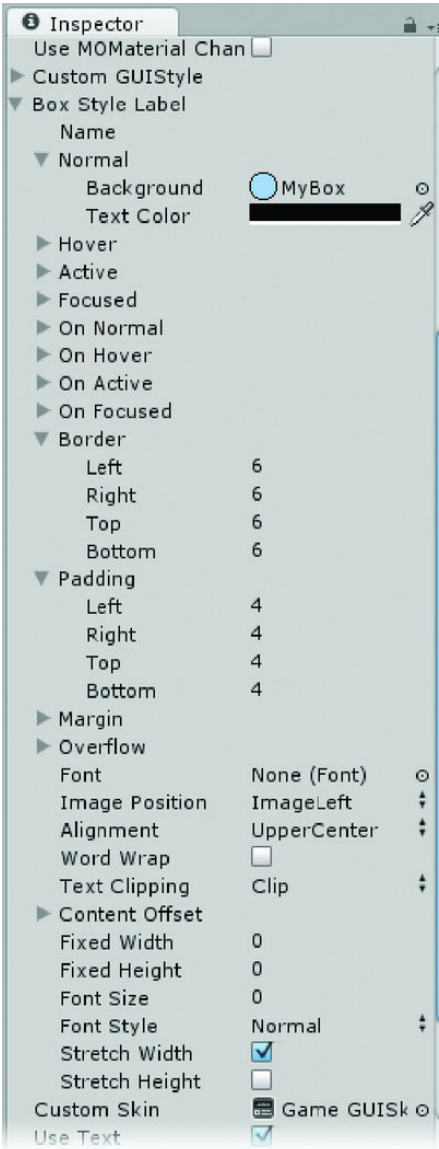 Inspector
Use MOMaterial Chan
Custom GUIStyle
Box Style Label
Name
Normal
Background MyBox
Text Color
Hover
Active
Focused
On Normal
On Hover
On Active
On Focused
Border
Left 6
Right 6
Top 6
Bottom 6
Padding
Left 4
Right 4
Top 4
Bottom 4
Margin
Overflow
Font None (Font)
Image Position ImageLeft
Alignment UpperCenter
Word Wrap
Text Clipping Clip
Content Offset
Fixed Width 0
Fixed Height 0
Font Size 0
Font Style Normal
Stretch Width
Stretch Height
Custom Skin Game GUISk
Use Text